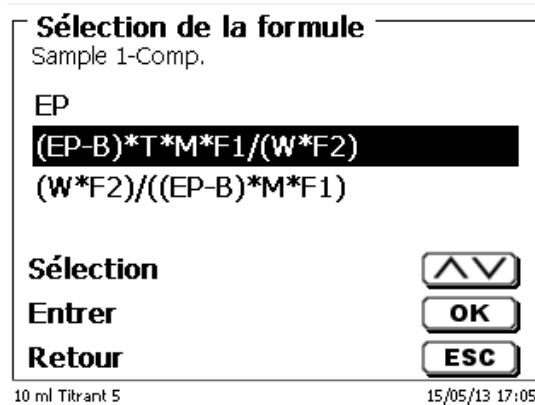 Sélection de la formule
Sample 1-Comp.
EP
(EP-B)*T*M*F1/(W*F2)
(W*F2)/((EP-B)*M*F1)
Sélection
Entrer OK
Retour ESC
10 ml Titrant 5 15/05/13 17:05